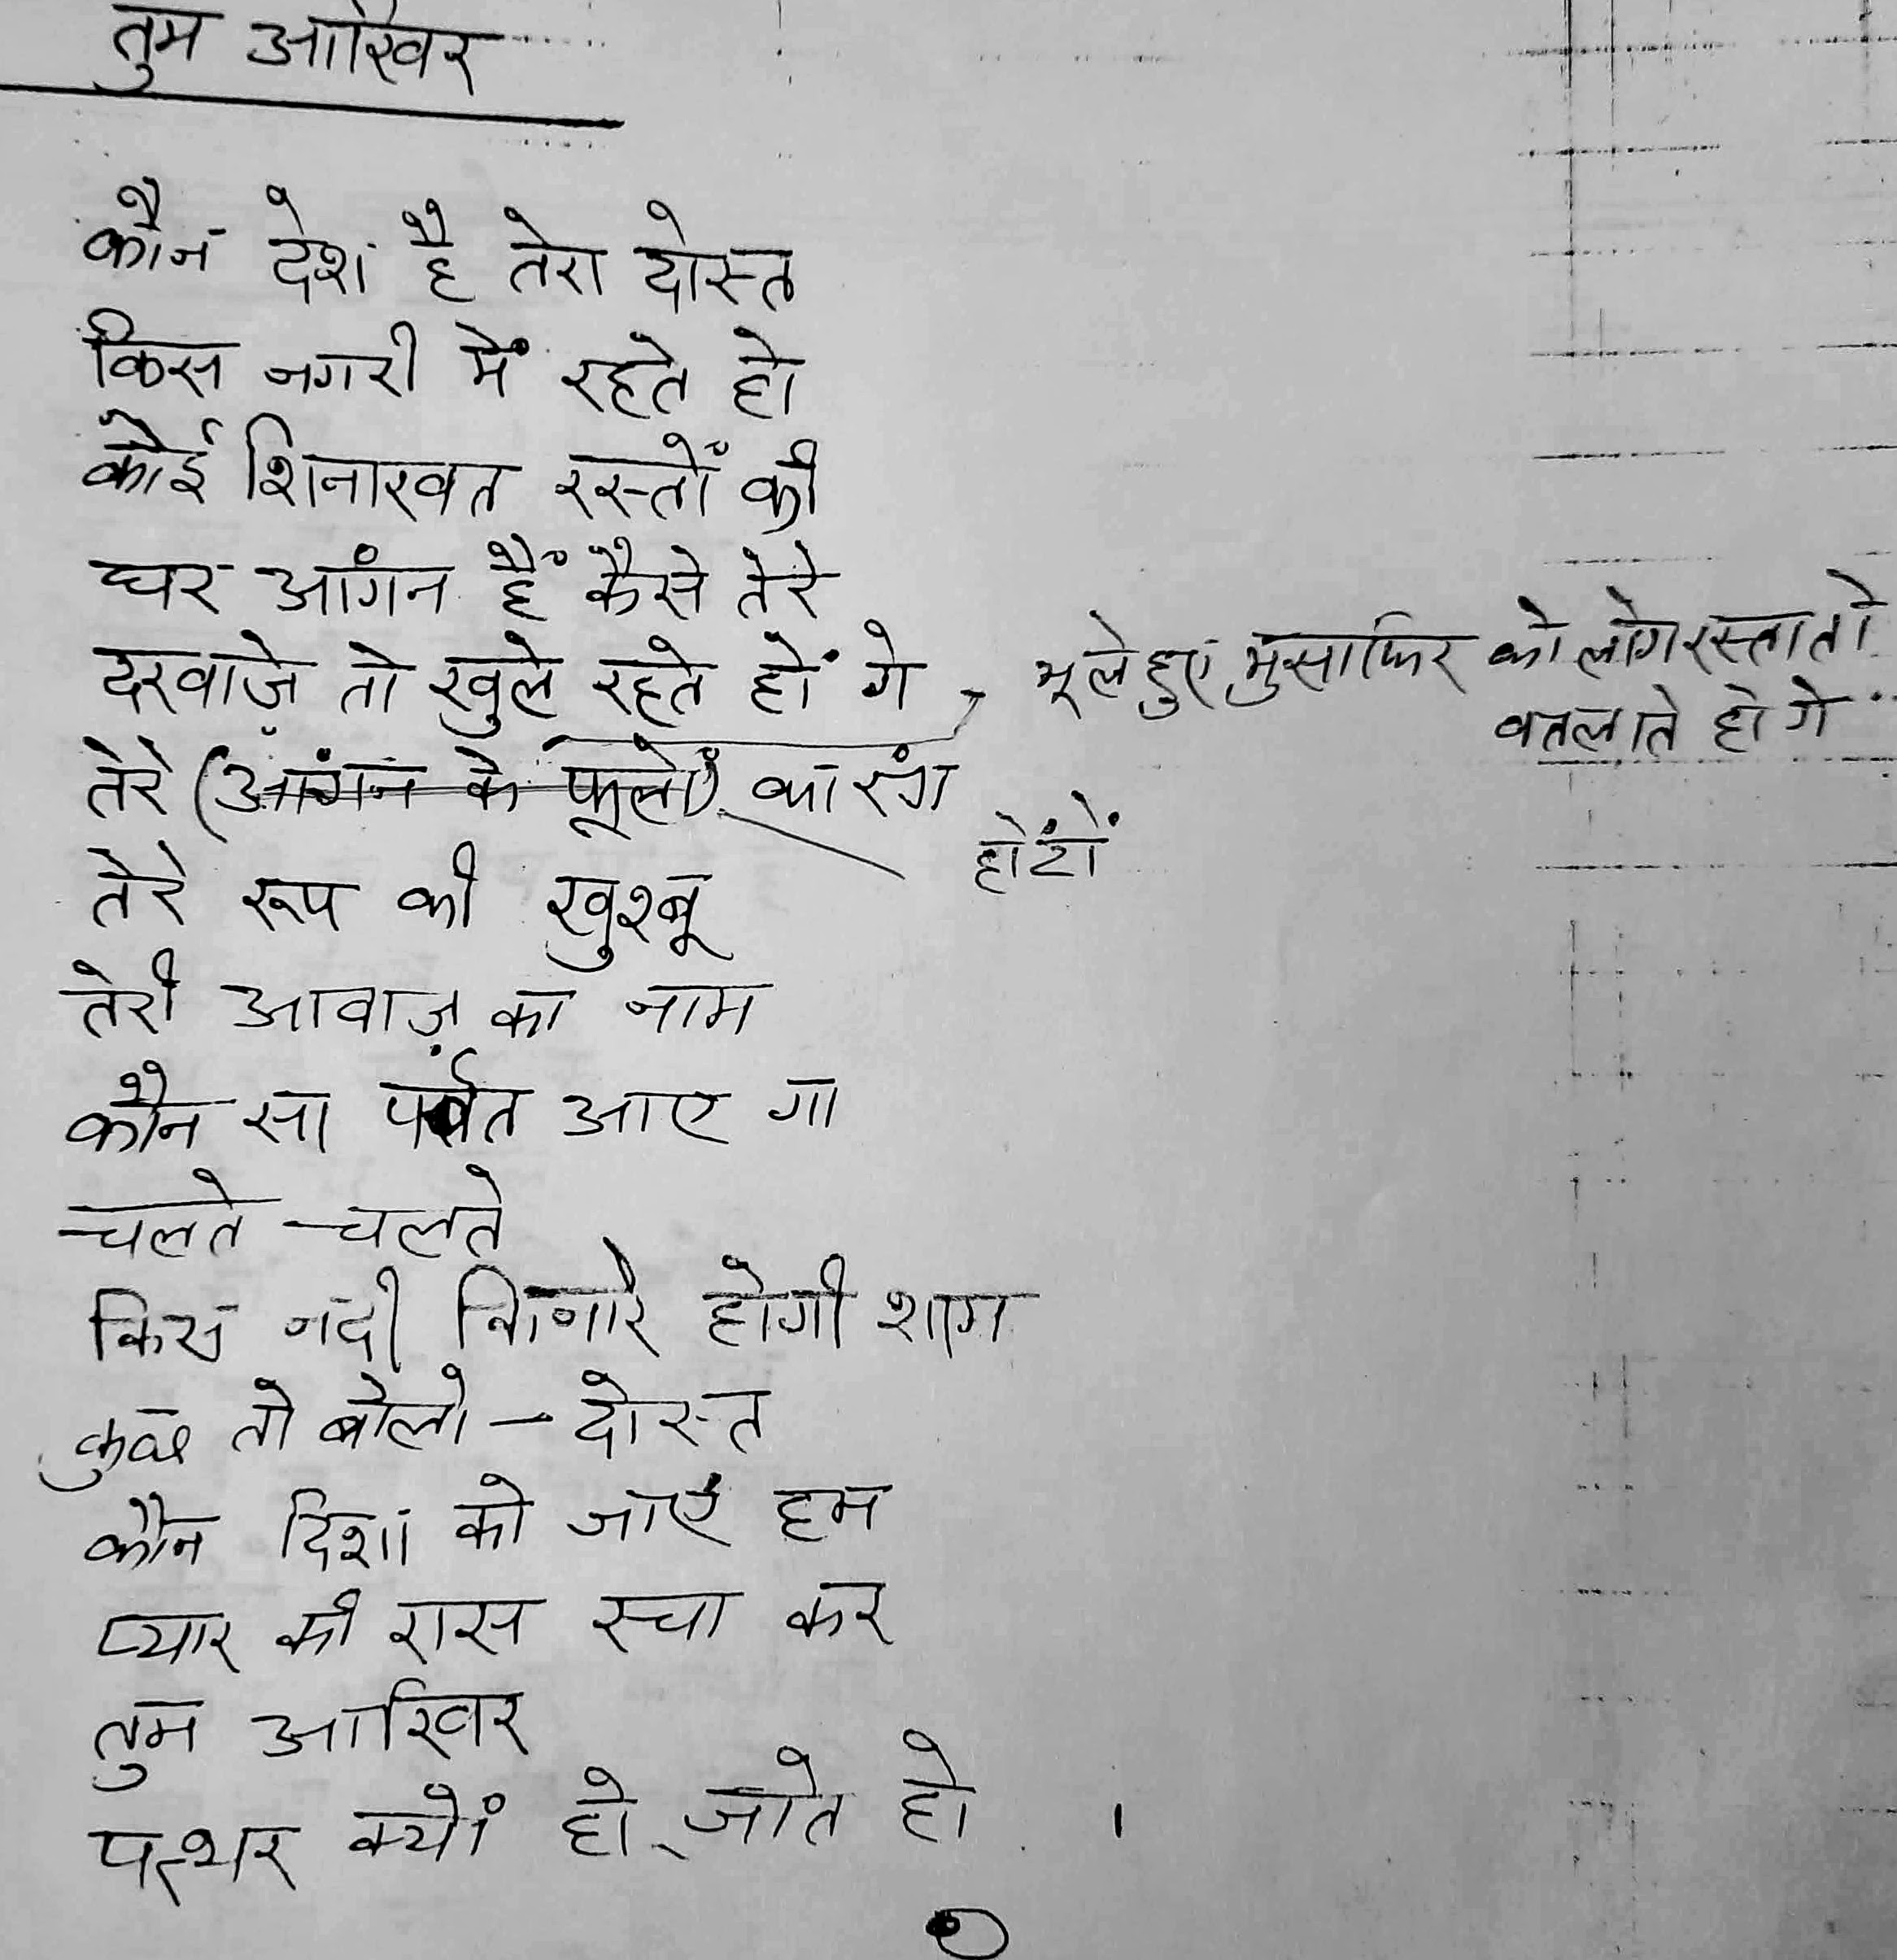 तुम आखिर
कौन देश है तेरा दोस्त
किस नगरी में रहते हो
कोई शिनाखत रस्तों की
घर आंगन हैं कैसे तेरे
दरवाज़े तो खुले रहते हों गे
भूले हुए मुसाफिर को लोग रस्ता तो
बतलाते हो गे
तेरे (आंगन के फूलों) का रंग
होंटों
तेरे रूप की खुश्बू
तेरी आवाज़ का नाम
कौन सा पर्वत आए गा
चलते चलते
किस नदी किनारे होगी शाम
कुछ तो बोलो - दोस्त
कौन दिशा को जाएं हम
प्यार की रास रचा कर
तुम आखिर
पत्थर क्यों हो जाते हो ।